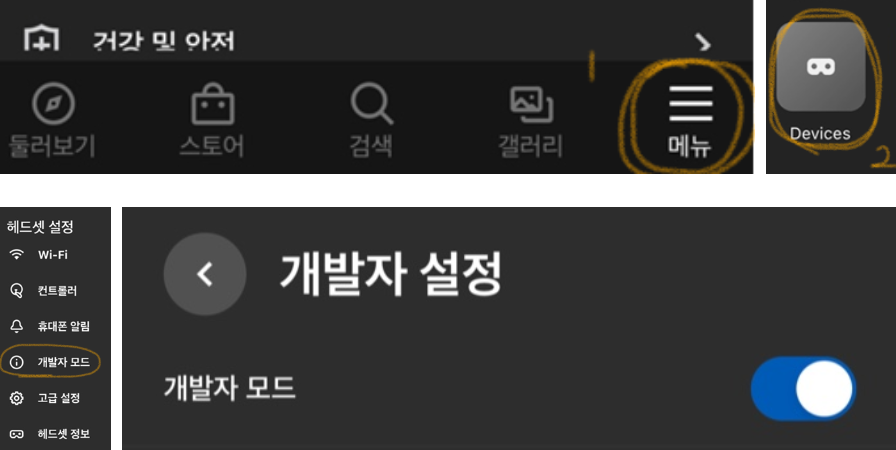 건강 및 안전
1
둘러보기 스토어 검색 갤러리 메뉴
Devices
2
헤드셋 설정
Wi-Fi
컨트롤러
휴대폰 알림
개발자 모드
고급 설정
헤드셋 정보
개발자 설정
개발자 모드